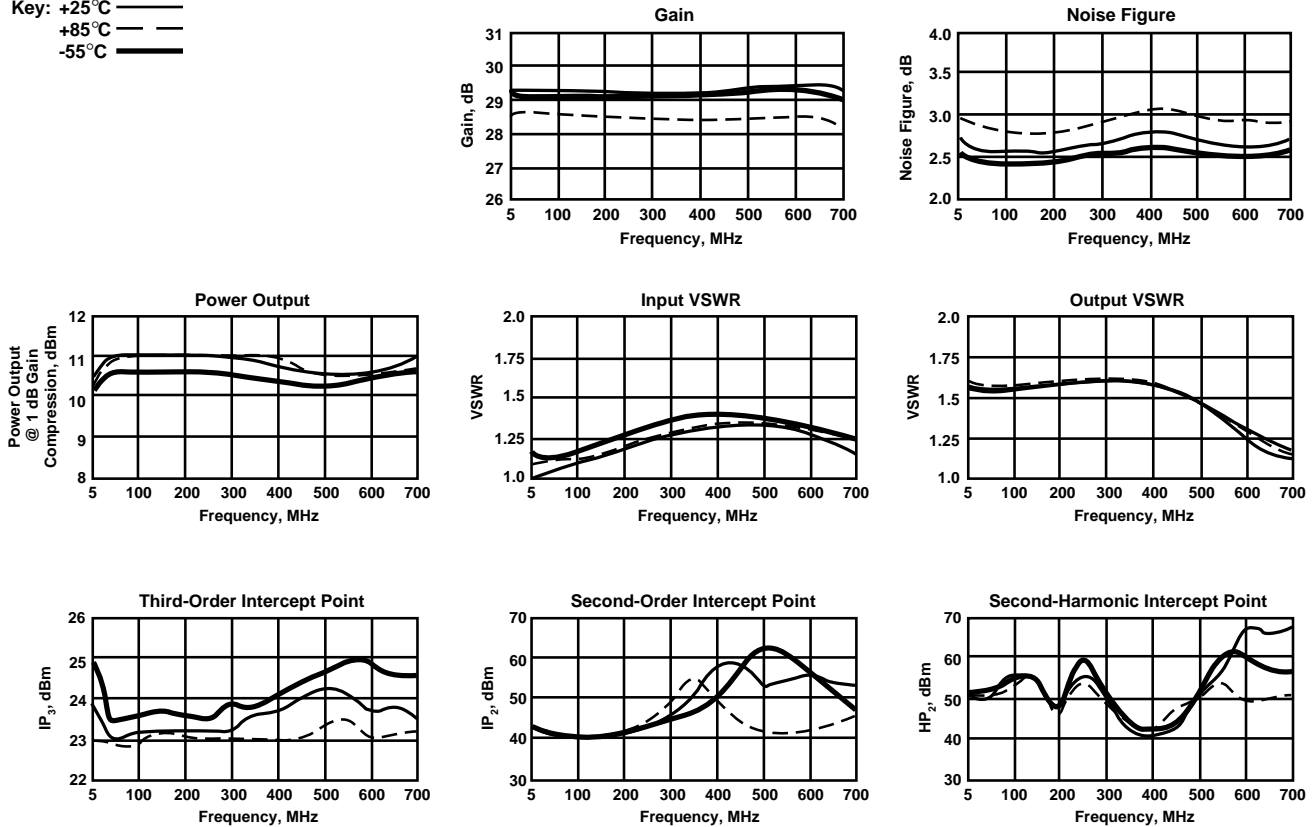 Key: +25°C
+85°C
-55°C
Gain
Gain, dB
31
30
29
28
27
26
5 100 200 300 400 500 600 700
Frequency, MHz
Noise Figure
Noise Figure, dB
4.0
3.5
3.0
2.5
2.0
5 100 200 300 400 500 600 700
Frequency, MHz
Power Output
Power Output
@ 1 dB Gain
Compression, dBm
12
11
10
9
8
5 100 200 300 400 500 600 700
Frequency, MHz
Input VSWR
VSWR
2.0
1.75
1.5
1.25
1.0
5 100 200 300 400 500 600 700
Frequency, MHz
Output VSWR
VSWR
2.0
1.75
1.5
1.25
1.0
5 100 200 300 400 500 600 700
Frequency, MHz
Third-Order Intercept Point
IP3, dBm
26
25
24
23
22
5 100 200 300 400 500 600 700
Frequency, MHz
Second-Order Intercept Point
IP2, dBm
70
60
50
40
30
5 100 200 300 400 500 600 700
Frequency, MHz
Second-Harmonic Intercept Point
HP2, dBm
70
60
50
40
30
5 100 200 300 400 500 600 700
Frequency, MHz